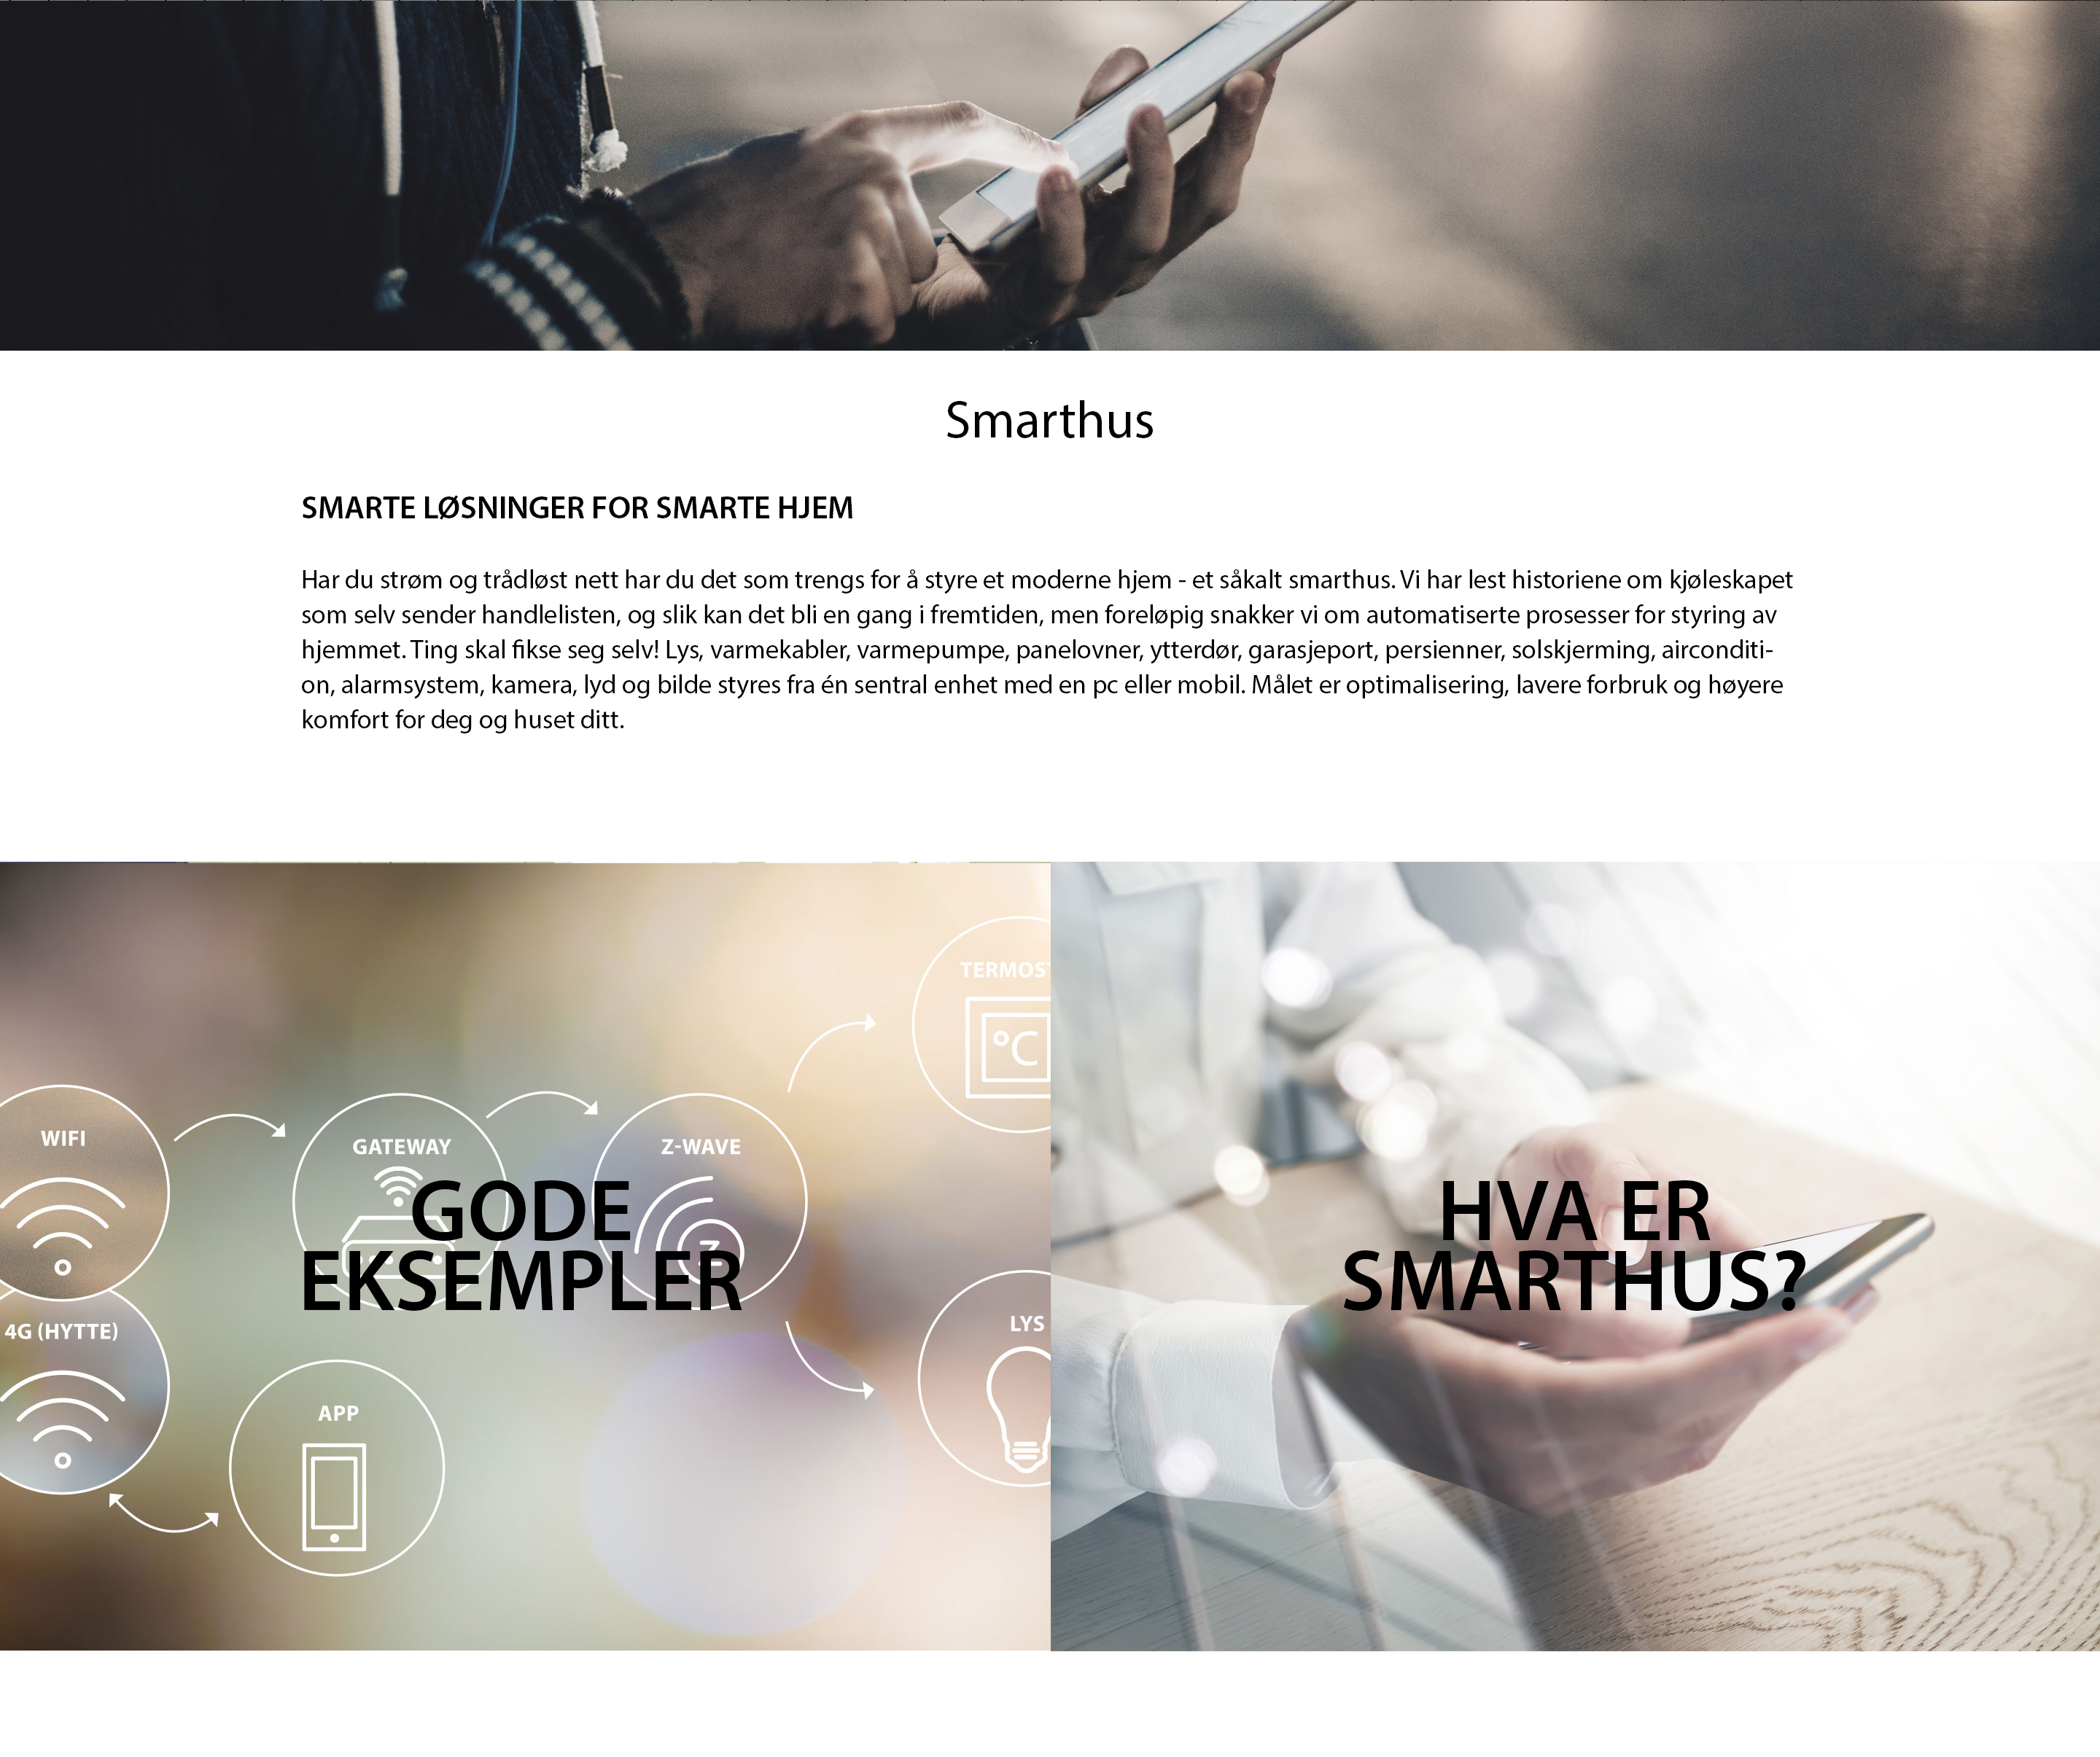 Smarthus
SMARTE LØSNINGER FOR SMARTE HJEM
Har du strøm og trådløst nett har du det som trengs for å styre et moderne hjem - et såkalt smarthus. Vi har lest historiene om kjøleskapet
som selv sender handlelisten, og slik kan det bli en gang i fremtiden, men foreløpig snakker vi om automatiserte prosesser for styring av
hjemmet. Ting skal fikse seg selv! Lys, varmekabler, varmepumpe, panelovner, ytterdør, garasjeport, persienner, solskjerming, airconditi-
on, alarmsystem, kamera, lyd og bilde styres fra én sentral enhet med en pc eller mobil. Målet er optimalisering, lavere forbruk og høyere
komfort for deg og huset ditt.
TERMOST
°C
WIFI
GATEWAY
Z-WAVE
Z
GODE
EKSEMPLER
4G (HYTTE)
LYS
APP
HVA ER
SMARTHUS?